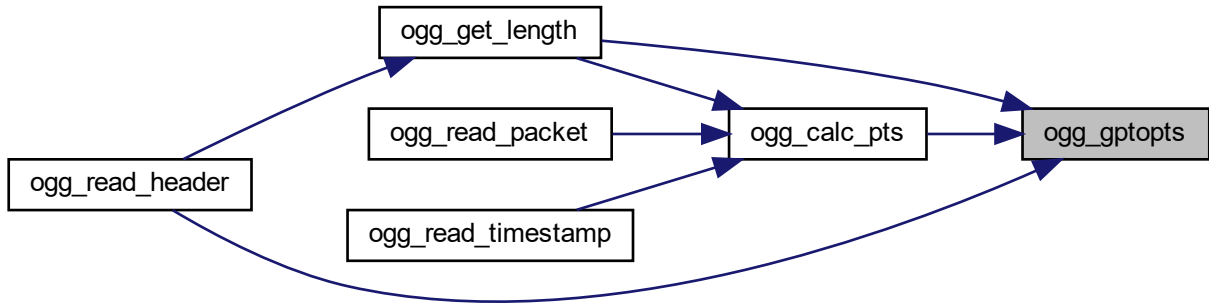 ogg_get_length
ogg_read_packet
ogg_calc_pts
ogg_gptopts
ogg_read_header
ogg_read_timestamp